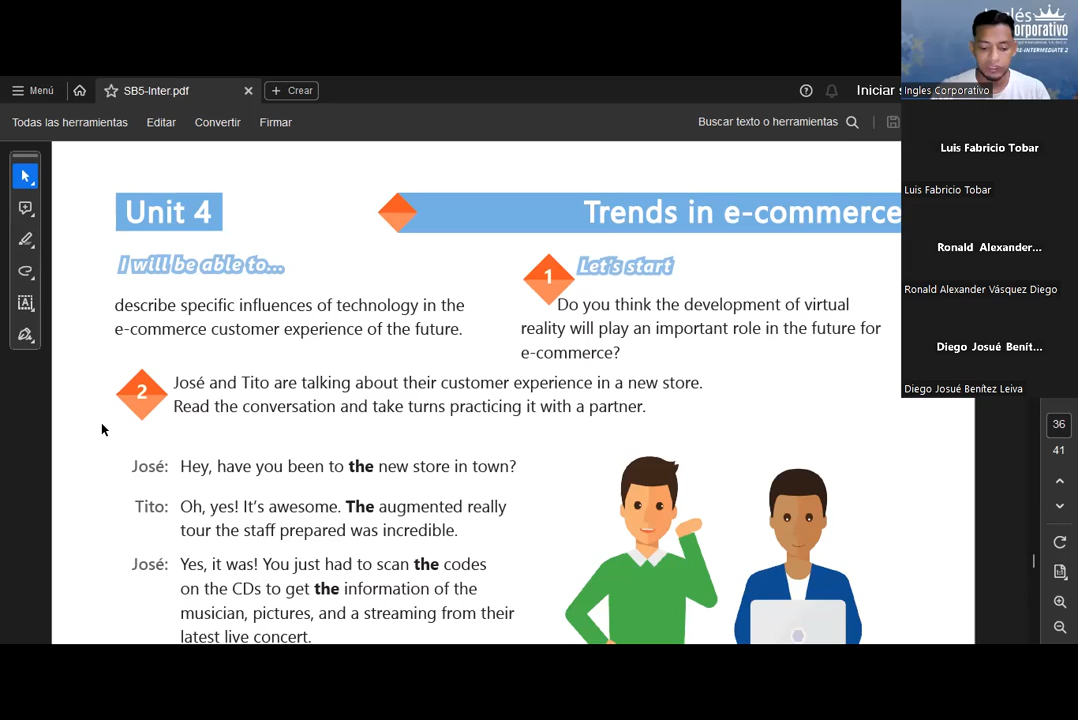 Inglés
Corporativo
PRE-INTERMEDIATE 2
Ingles Corporativo
Menú
SB5-Inter.pdf
Crear
Iniciar s
Todas las herramientas
Editar
Convertir
Firmar
Buscar texto o herramientas
Luis Fabricio Tobar
Luis Fabricio Tobar
Ronald Alexander...
Ronald Alexander Vásquez Diego
Diego Josué Benít...
Diego Josué Benítez Leiva
Unit 4
Trends in e-commerce
I will be able to...
describe specific influences of technology in the
e-commerce customer experience of the future.
1
Let's start
Do you think the development of virtual
reality will play an important role in the future for
e-commerce?
2
José and Tito are talking about their customer experience in a new store.
Read the conversation and take turns practicing it with a partner.
José: Hey, have you been to the new store in town?
Tito: Oh, yes! It's awesome. The augmented really
tour the staff prepared was incredible.
José: Yes, it was! You just had to scan the codes
on the CDs to get the information of the
musician, pictures, and a streaming from their
latest live concert.
36
41